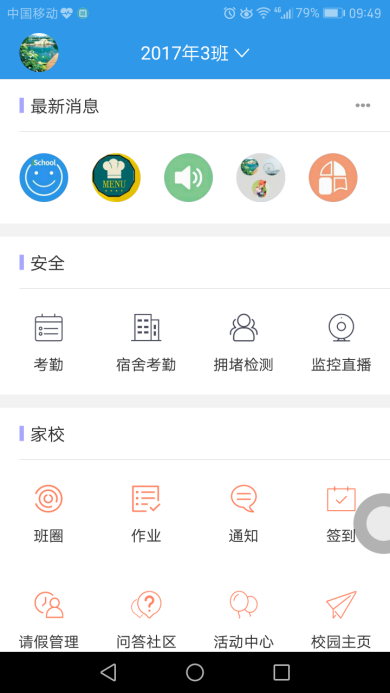 中国移动 4G 79% 09:49
2017年3班
最新消息
School
MENU
安全
考勤 宿舍考勤 拥堵检测 监控直播
家校
班圈 作业 通知 签到
请假管理 问答社区 活动中心 校园主页